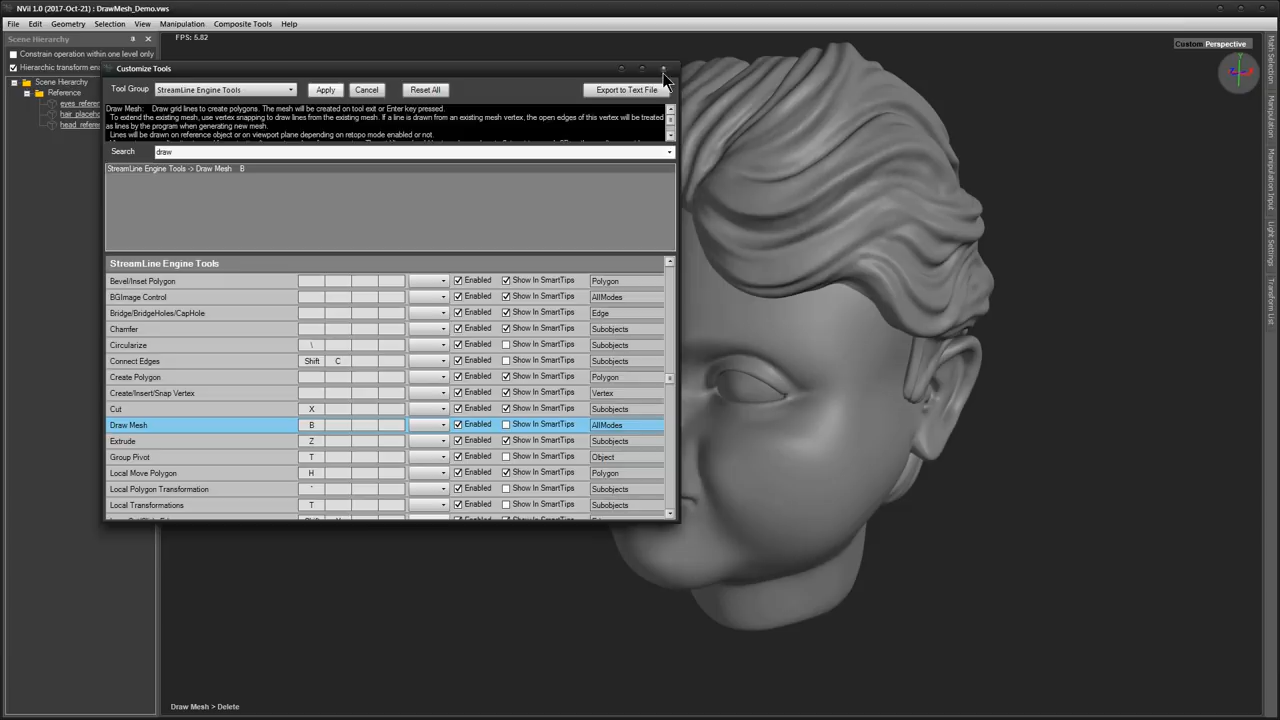 NVil 1.0 (2017-Oct-21) : DrawMesh_Demo.vws
File Edit Geometry Selection View Manipulation Composite Tools Help
Scene Hierarchy
FPS: 5.82
Constrain operation within one level only
Hierarchic transform en
Scene Hierarchy
Reference
eyes_referen
hair_placeho
head_referen
Custom Perspective
Much Selection
Manipulation
Manipulation Input
Light Settings
Transform List
Customize Tools
Tool Group StreamLine Engine Tools Apply Cancel Reset All Export to Text File
Draw Mesh: Draw grid lines to create polygons. The mesh will be created on tool exit or Enter key pressed.
To extend the existing mesh, use vertex snapping to draw lines from the existing mesh. If a line is drawn from an existing mesh vertex, the open edges of this vertex will be treated
as lines by the program when generating new mesh.
Lines will be drawn on reference object or on viewport plane depending on retopo mode enabled or not.
Search draw
StreamLine Engine Tools -> Draw Mesh B
StreamLine Engine Tools
Bevel/Inset Polygon Enabled Show In SmartTips Polygon
BGImage Control Enabled Show In SmartTips AllModes
Bridge/BridgeHoles/CapHole Enabled Show In SmartTips Edge
Chamfer Enabled Show In SmartTips Subobjects
Circularize \ Enabled Show In SmartTips Subobjects
Connect Edges Shift C Enabled Show In SmartTips Subobjects
Create Polygon Enabled Show In SmartTips Polygon
Create/Insert/Snap Vertex Enabled Show In SmartTips Vertex
Cut X Enabled Show In SmartTips Subobjects
Draw Mesh B Enabled Show In SmartTips AllModes
Extrude Z Enabled Show In SmartTips Subobjects
Group Pivot T Enabled Show In SmartTips Object
Local Move Polygon H Enabled Show In SmartTips Polygon
Local Polygon Transformation Enabled Show In SmartTips Subobjects
Local Transformations T Enabled Show In SmartTips Subobjects
Draw Mesh > Delete